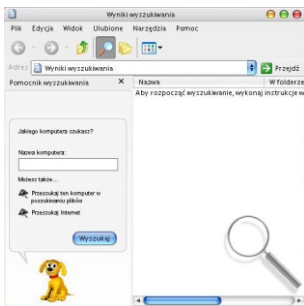 Wyniki wyszukiwania
Plik Edycja Widok Ulubione Narzędzia Pomoc
Adres Wyniki wyszukiwania Przejdź
Pomocnik wyszukiwania × Nazwa W folderze
Aby rozpocząć wyszukiwanie, wykonaj instrukcje w
Jakiego komputera szukasz?
Nazwa komputera:
Możesz także...
Przeszukaj ten komputer w
poszukiwaniu plików
Przeszukaj Internet
Wyszukaj